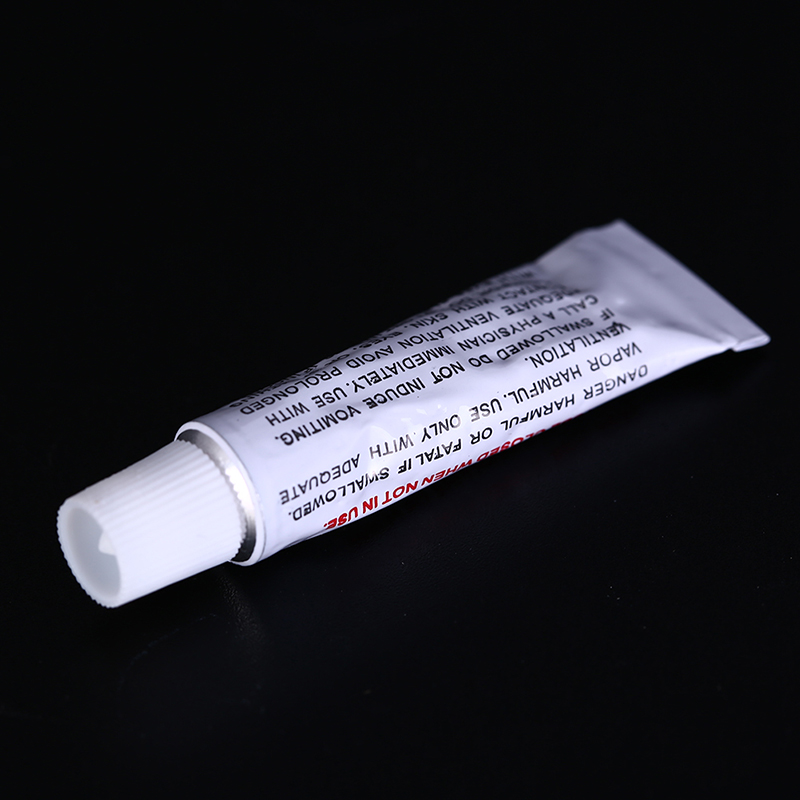 CLOSED WHEN NOT IN USE.
DANGER HARMFUL OR FATAL IF SWALLOWED.
VAPOR HARMFUL. USE ONLY WITH ADEQUATE
VENTILATION.
IF SWALLOWED DO NOT INDUCE VOMITING.
CALL A PHYSICIAN IMMEDIATELY. USE WITH
ADEQUATE VENTILATION AVOID PROLONGED
CONTACT WITH SKIN, EYES,